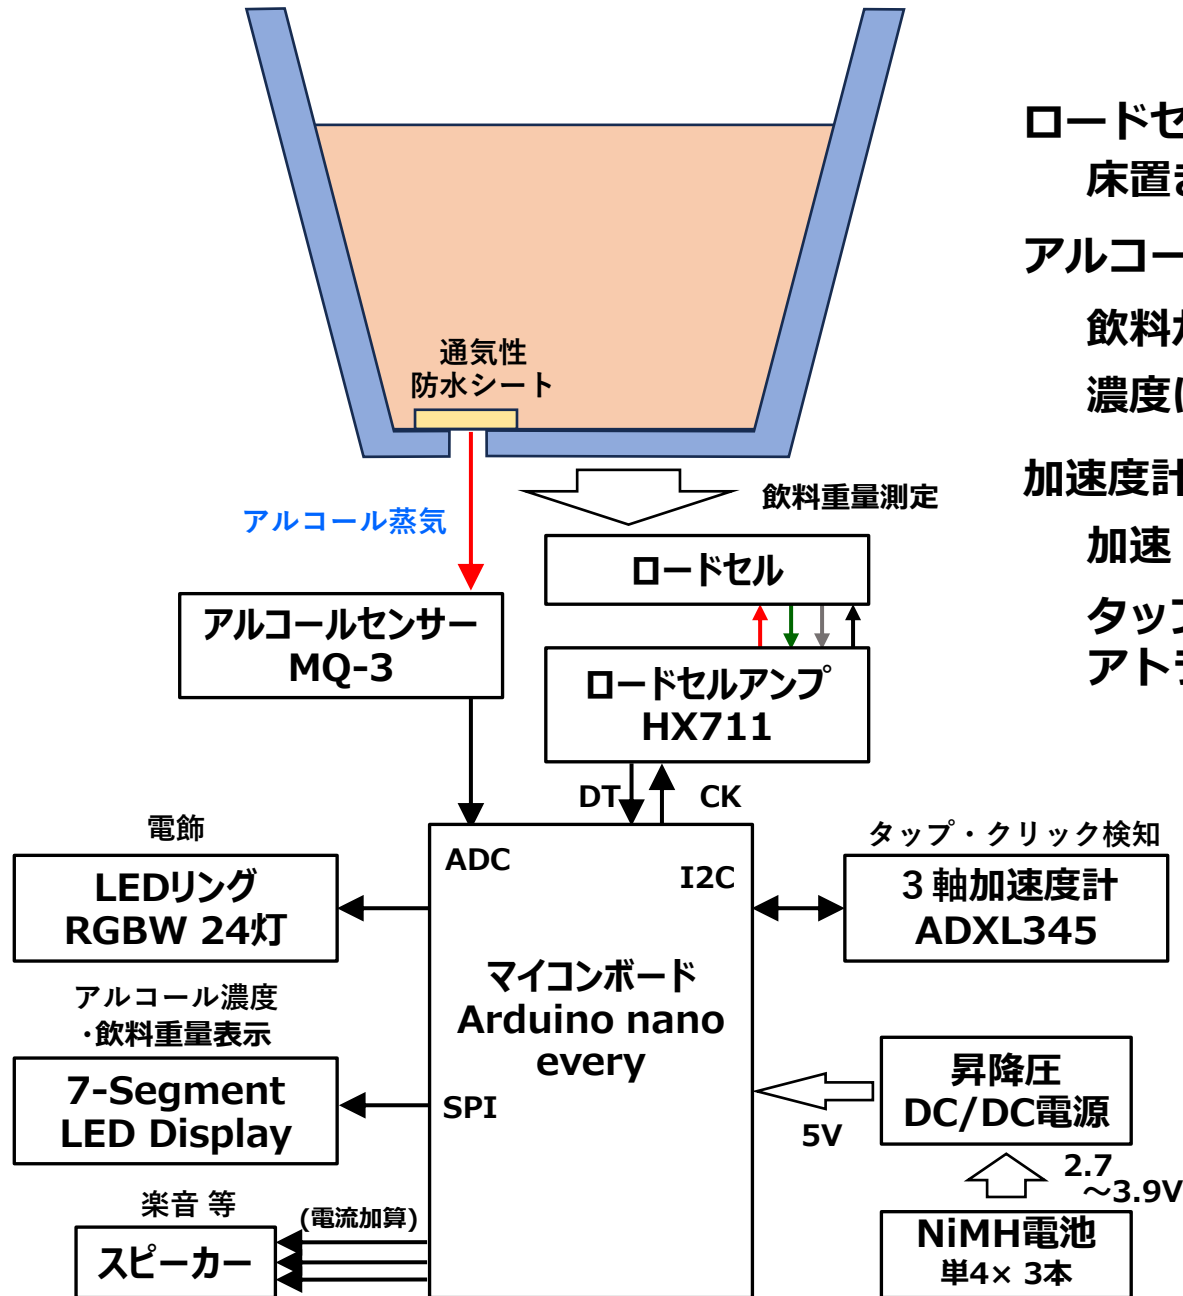 通気性
防水シート
アルコール蒸気
飲料重量測定
ロードセル
アルコールセンサー
MQ-3
ロードセルアンプ
HX711
DT
CK
電飾
LEDリング
RGBW 24灯
アルコール濃度
・飲料重量表示
7-Segment
LED Display
楽音 等
スピーカー
(電流加算)
ADC
I2C
SPI
マイコンボード
Arduino nano
every
タップ・クリック検知
３軸加速度計
ADXL345
昇降圧
DC/DC電源
5V
2.7
～3.9V
NiMH電池
単4× 3本
ロードセ
床置き
アルコー
飲料が
濃度は
加速度計
加速
タップ
アトラ